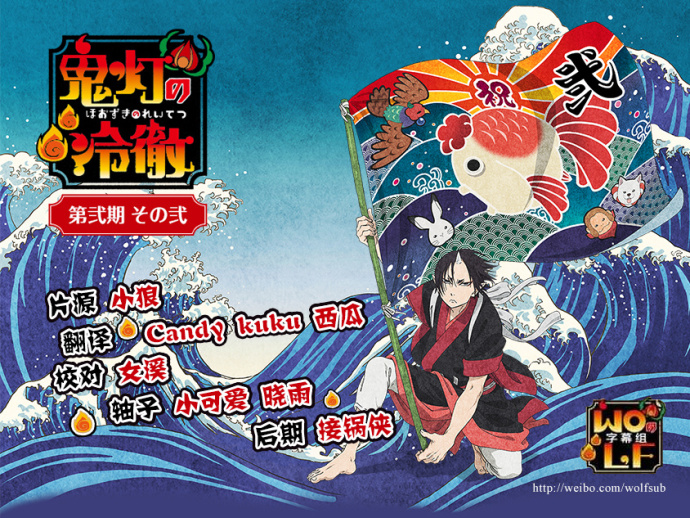 鬼灯の
ほおずきのれいてつ
冷徹
第弐期 その弐
祝
弐
片源 小狼
翻译 Candy kuku 西瓜
校对 女溪
轴子 小可爱 晓雨
后期 接锅侠
WO
字幕组
LF
http://weibo.com/wolfsub